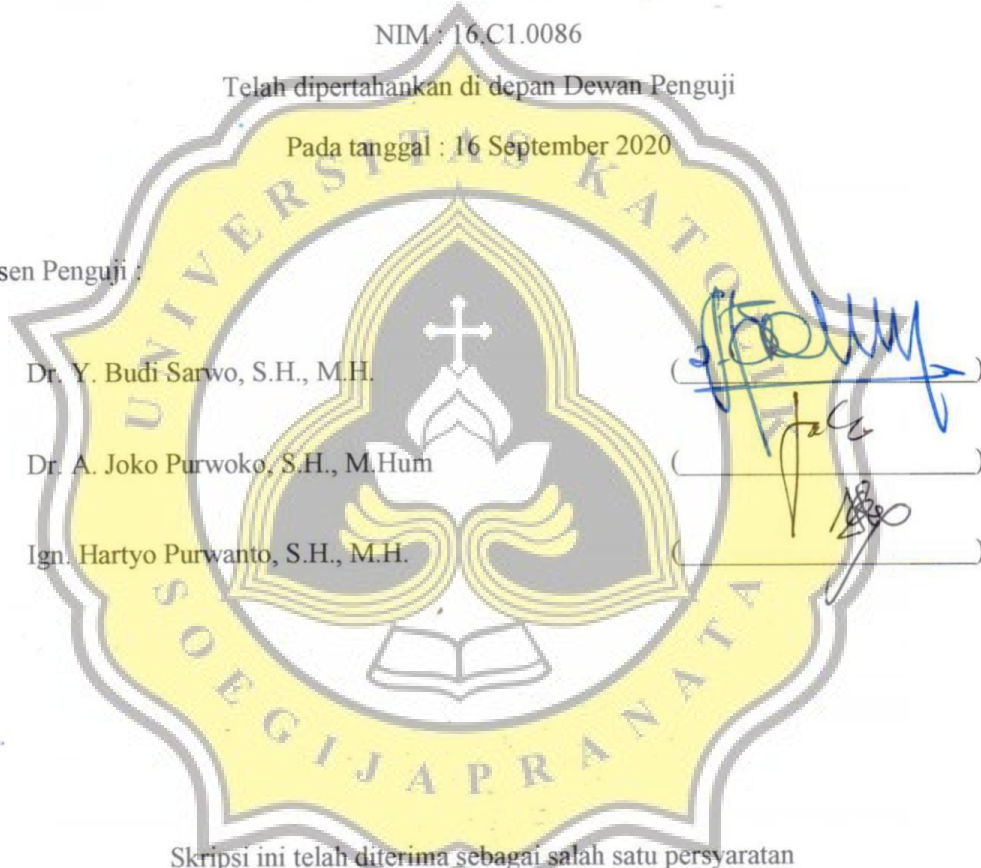 NIM : 16.C1.0086
Telah dipertahankan di depan Dewan Penguji
Pada tanggal : 16 September 2020
UNIVERSITAS KATOLIK
sen Penguji :
Dr. Y. Budi Sarwo, S.H., M.H. ( )
Dr. A. Joko Purwoko, S.H., M.Hum ( )
Ign. Hartyo Purwanto, S.H., M.H. ( )
SOEGIJAPRANATA
Skripsi ini telah diterima sebagai salah satu persyaratan